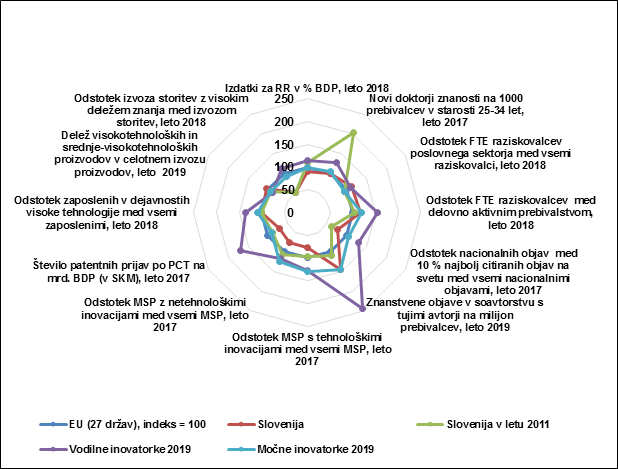 Izdatki za RR v % BDP, leto 2018
250
200
150
100
50
0
Novi doktorji znanosti na 1000
prebivalcev v starosti 25-34 let,
leto 2017
Odstotek FTE raziskovalcev
poslovnega sektorja med vsemi
raziskovalci, leto 2018
Odstotek FTE raziskovalcev med
delovno aktivnim prebivalstvom,
leto 2018
Odstotek nacionalnih objav med
10 % najbolj citiranih objav na
svetu med vsemi nacionalnimi
objavami, leto 2017
Znanstvene objave v soavtorstvu s
tujimi avtorji na milijon
prebivalcev, leto 2019
Odstotek MSP s tehnološkimi
inovacijami med vsemi MSP, leto
2017
Odstotek MSP z netehnološkimi
inovacijami med vsemi MSP, leto
2017
Število patentnih prijav po PCT na
mrd. BDP (v SKM), leto 2017
Odstotek zaposlenih v dejavnostih
visoke tehnologije med vsemi
zaposlenimi, leto 2018
Delež visokotehnoloških in
srednje-visokotehnoloških
proizvodov v celotnem izvozu
proizvodov, leto 2019
Odstotek izvoza storitev z visokim
deležem znanja med izvozom
storitev, leto 2018
EU (27 držav), indeks = 100
Slovenija
Slovenija v letu 2011
Vodilne inovatorke 2019
Močne inovatorke 2019